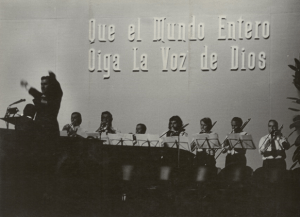 Que el Mundo Entero
Oiga La Voz de Dios